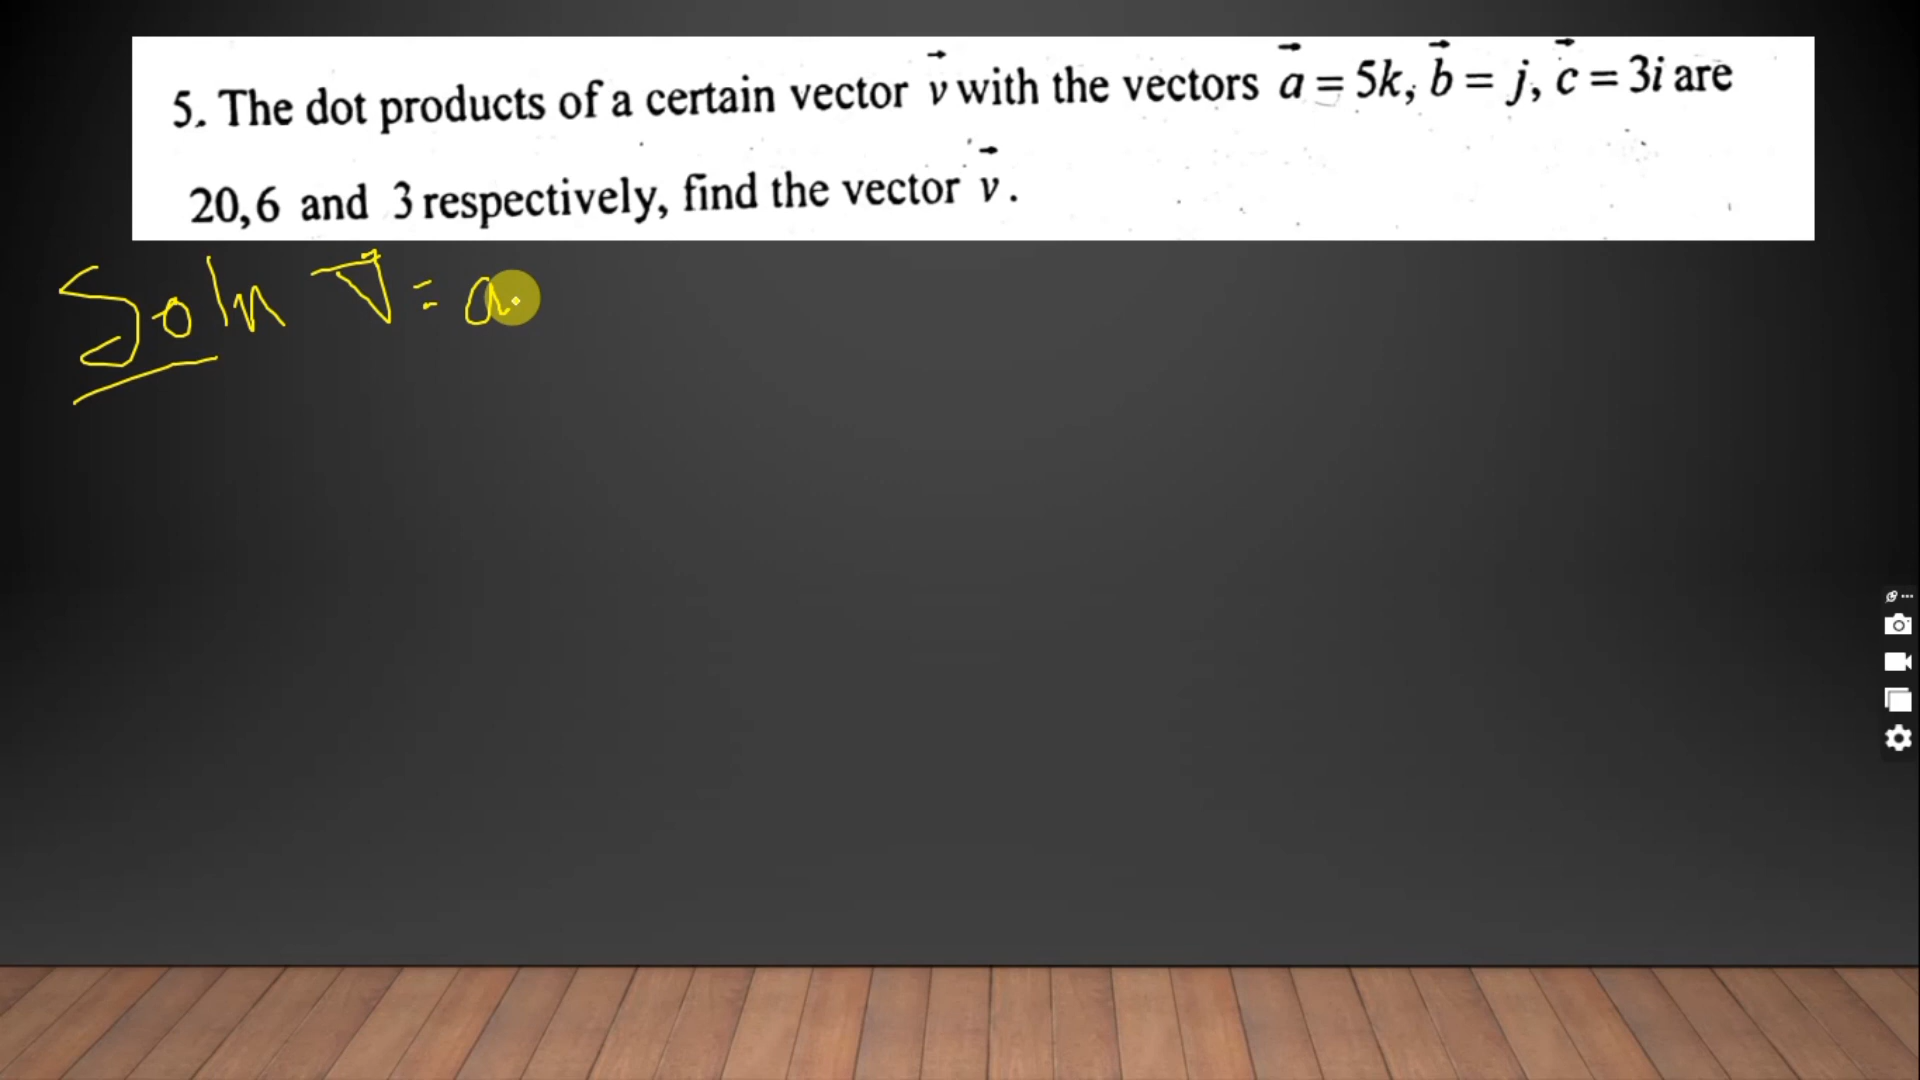 5. The dot products of a certain vector v⃗ with the vectors a⃗ = 5k, b⃗ = j, c⃗ = 3i are
20,6 and 3 respectively, find the vector v⃗.
Soln v⃗ = a